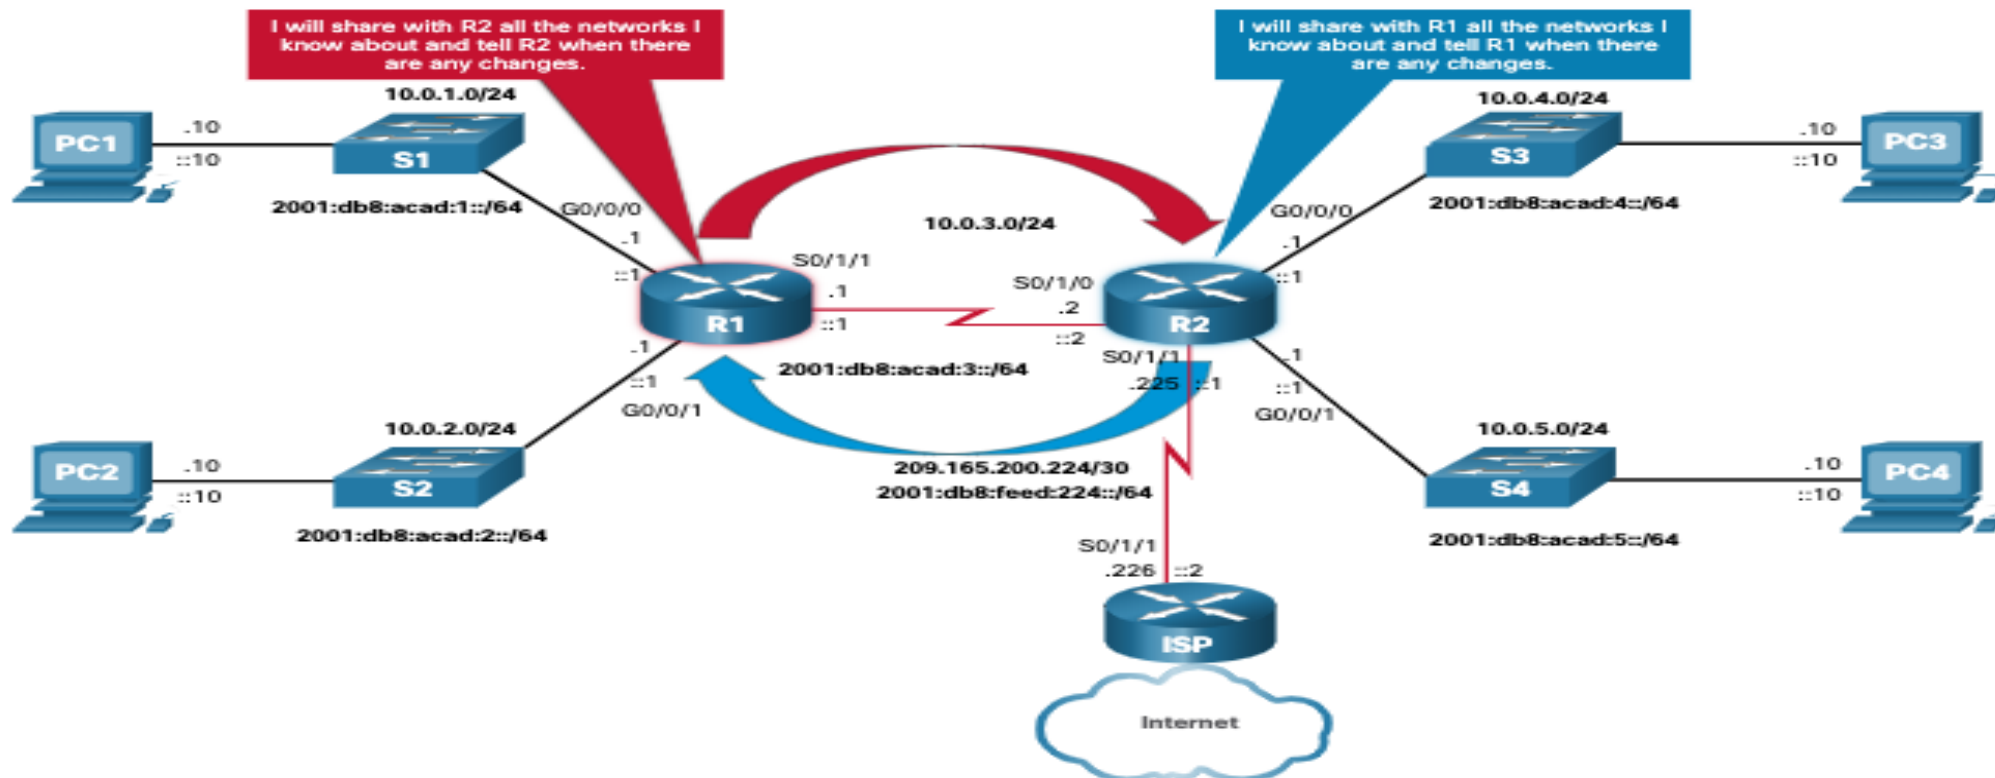 I will share with R2 all the networks I
know about and tell R2 when there
are any changes.
I will share with R1 all the networks I
know about and tell R1 when there
are any changes.
10.0.1.0/24
10.0.4.0/24
PC1
.10
::10
S1
S3
.10
::10
PC3
2001:db8:acad:1::/64
G0/0/0
.1
::1
10.0.3.0/24
G0/0/0
.1
::1
2001:db8:acad:4::/64
S0/1/1
.1
::1
R1
S0/1/0
.2
::2
R2
2001:db8:acad:3::/64
S0/1/1
.225
::1
.1
::1
G0/0/1
.1
::1
G0/0/1
10.0.2.0/24
10.0.5.0/24
PC2
.10
::10
S2
209.165.200.224/30
2001:db8:feed:224::/64
S4
.10
::10
PC4
2001:db8:acad:2::/64
2001:db8:acad:5::/64
S0/1/1
.226
::2
ISP
Internet